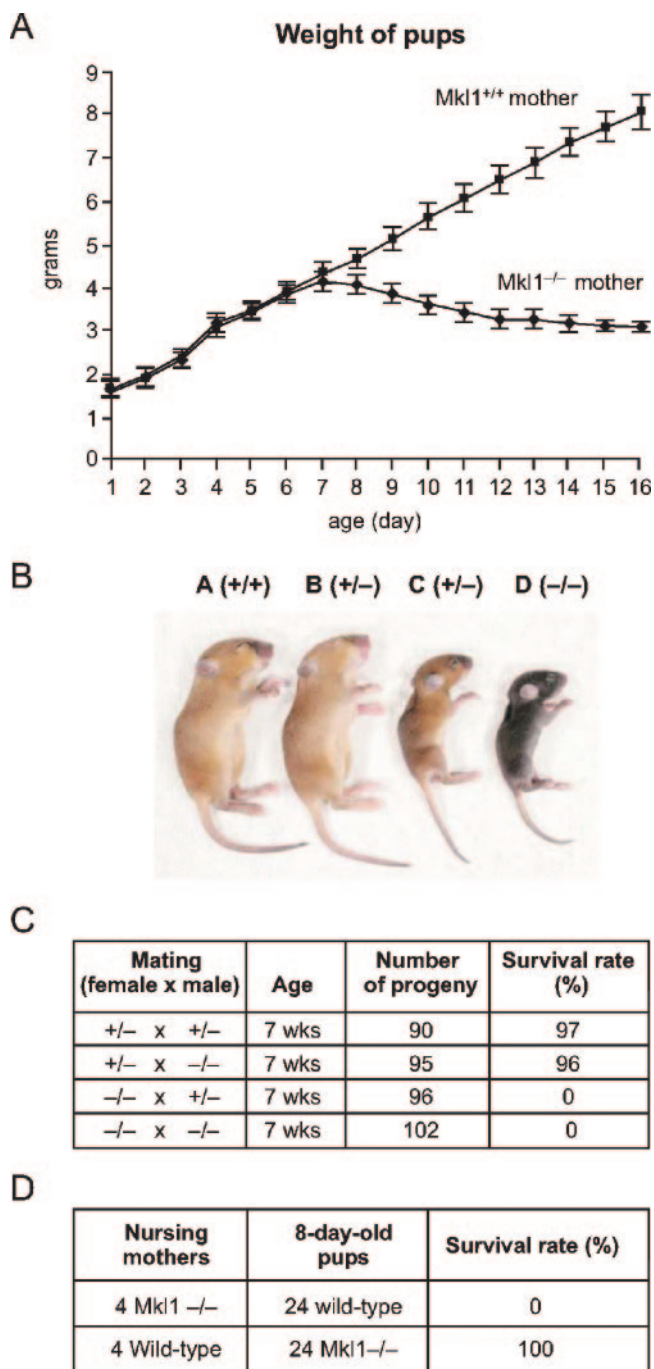 A
Weight of pups
9
8
7
6
5
4
3
2
1
0
grams
Mkl1+/+ mother
Mkl1–/– mother
1 2 3 4 5 6 7 8 9 10 11 12 13 14 15 16
age (day)
B
A (+/+) B (+/–) C (+/–) D (–/–)
C
Mating (female x male) Age Number of progeny Survival rate (%)
+/– x +/– 7 wks 90 97
+/– x –/– 7 wks 95 96
–/– x +/– 7 wks 96 0
–/– x –/– 7 wks 102 0
D
Nursing mothers 8-day-old pups Survival rate (%)
4 Mkl1 –/– 24 wild-type 0
4 Wild-type 24 Mkl1–/– 100